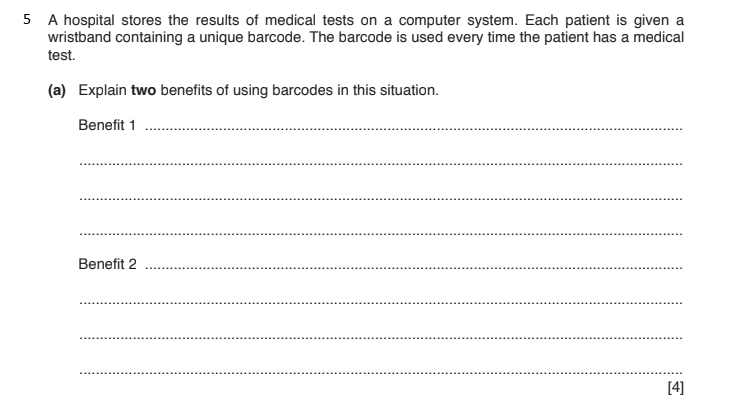 5 A hospital stores the results of medical tests on a computer system. Each patient is given a
wristband containing a unique barcode. The barcode is used every time the patient has a medical
test.
(a) Explain two benefits of using barcodes in this situation.
Benefit 1 ....................................................................................................................................
....................................................................................................................................................
....................................................................................................................................................
....................................................................................................................................................
Benefit 2 ....................................................................................................................................
....................................................................................................................................................
....................................................................................................................................................
....................................................................................................................................................
[4]